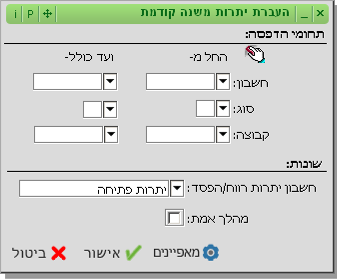 העברת יתרות משנה קודמת
i P
תחומי הדפסה:
החל מ- ועד כולל-
חשבון:
סוג:
קבוצה:
שונות:
חשבון יתרות רווח/הפסד: יתרות פתיחה
מהלך אמת:
מאפיינים אישור ביטול